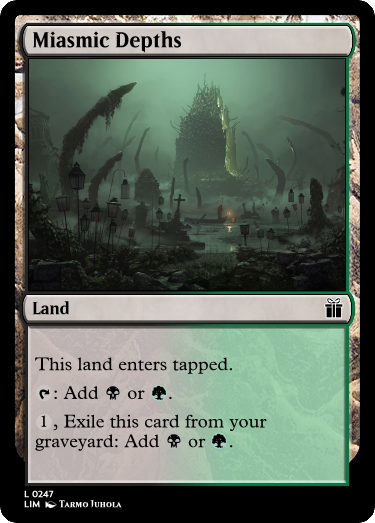 Miasmic Depths
Land
This land enters tapped.
: Add or .
1, Exile this card from your
graveyard: Add or .
L 0247
LIM Tarmo Juhola